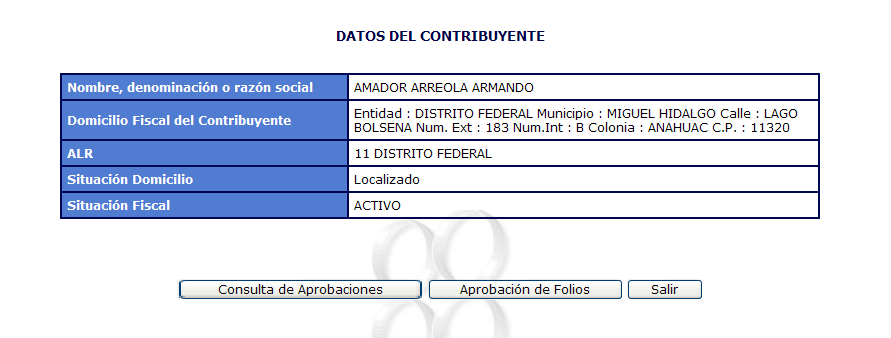 DATOS DEL CONTRIBUYENTE
Nombre, denominación o razón social AMADOR ARREOLA ARMANDO
Domicilio Fiscal del Contribuyente Entidad : DISTRITO FEDERAL Municipio : MIGUEL HIDALGO Calle : LAGO
BOLSENA Num. Ext : 183 Num.Int : B Colonia : ANAHUAC C.P. : 11320
ALR 11 DISTRITO FEDERAL
Situación Domicilio Localizado
Situación Fiscal ACTIVO
Consulta de Aprobaciones Aprobación de Folios Salir